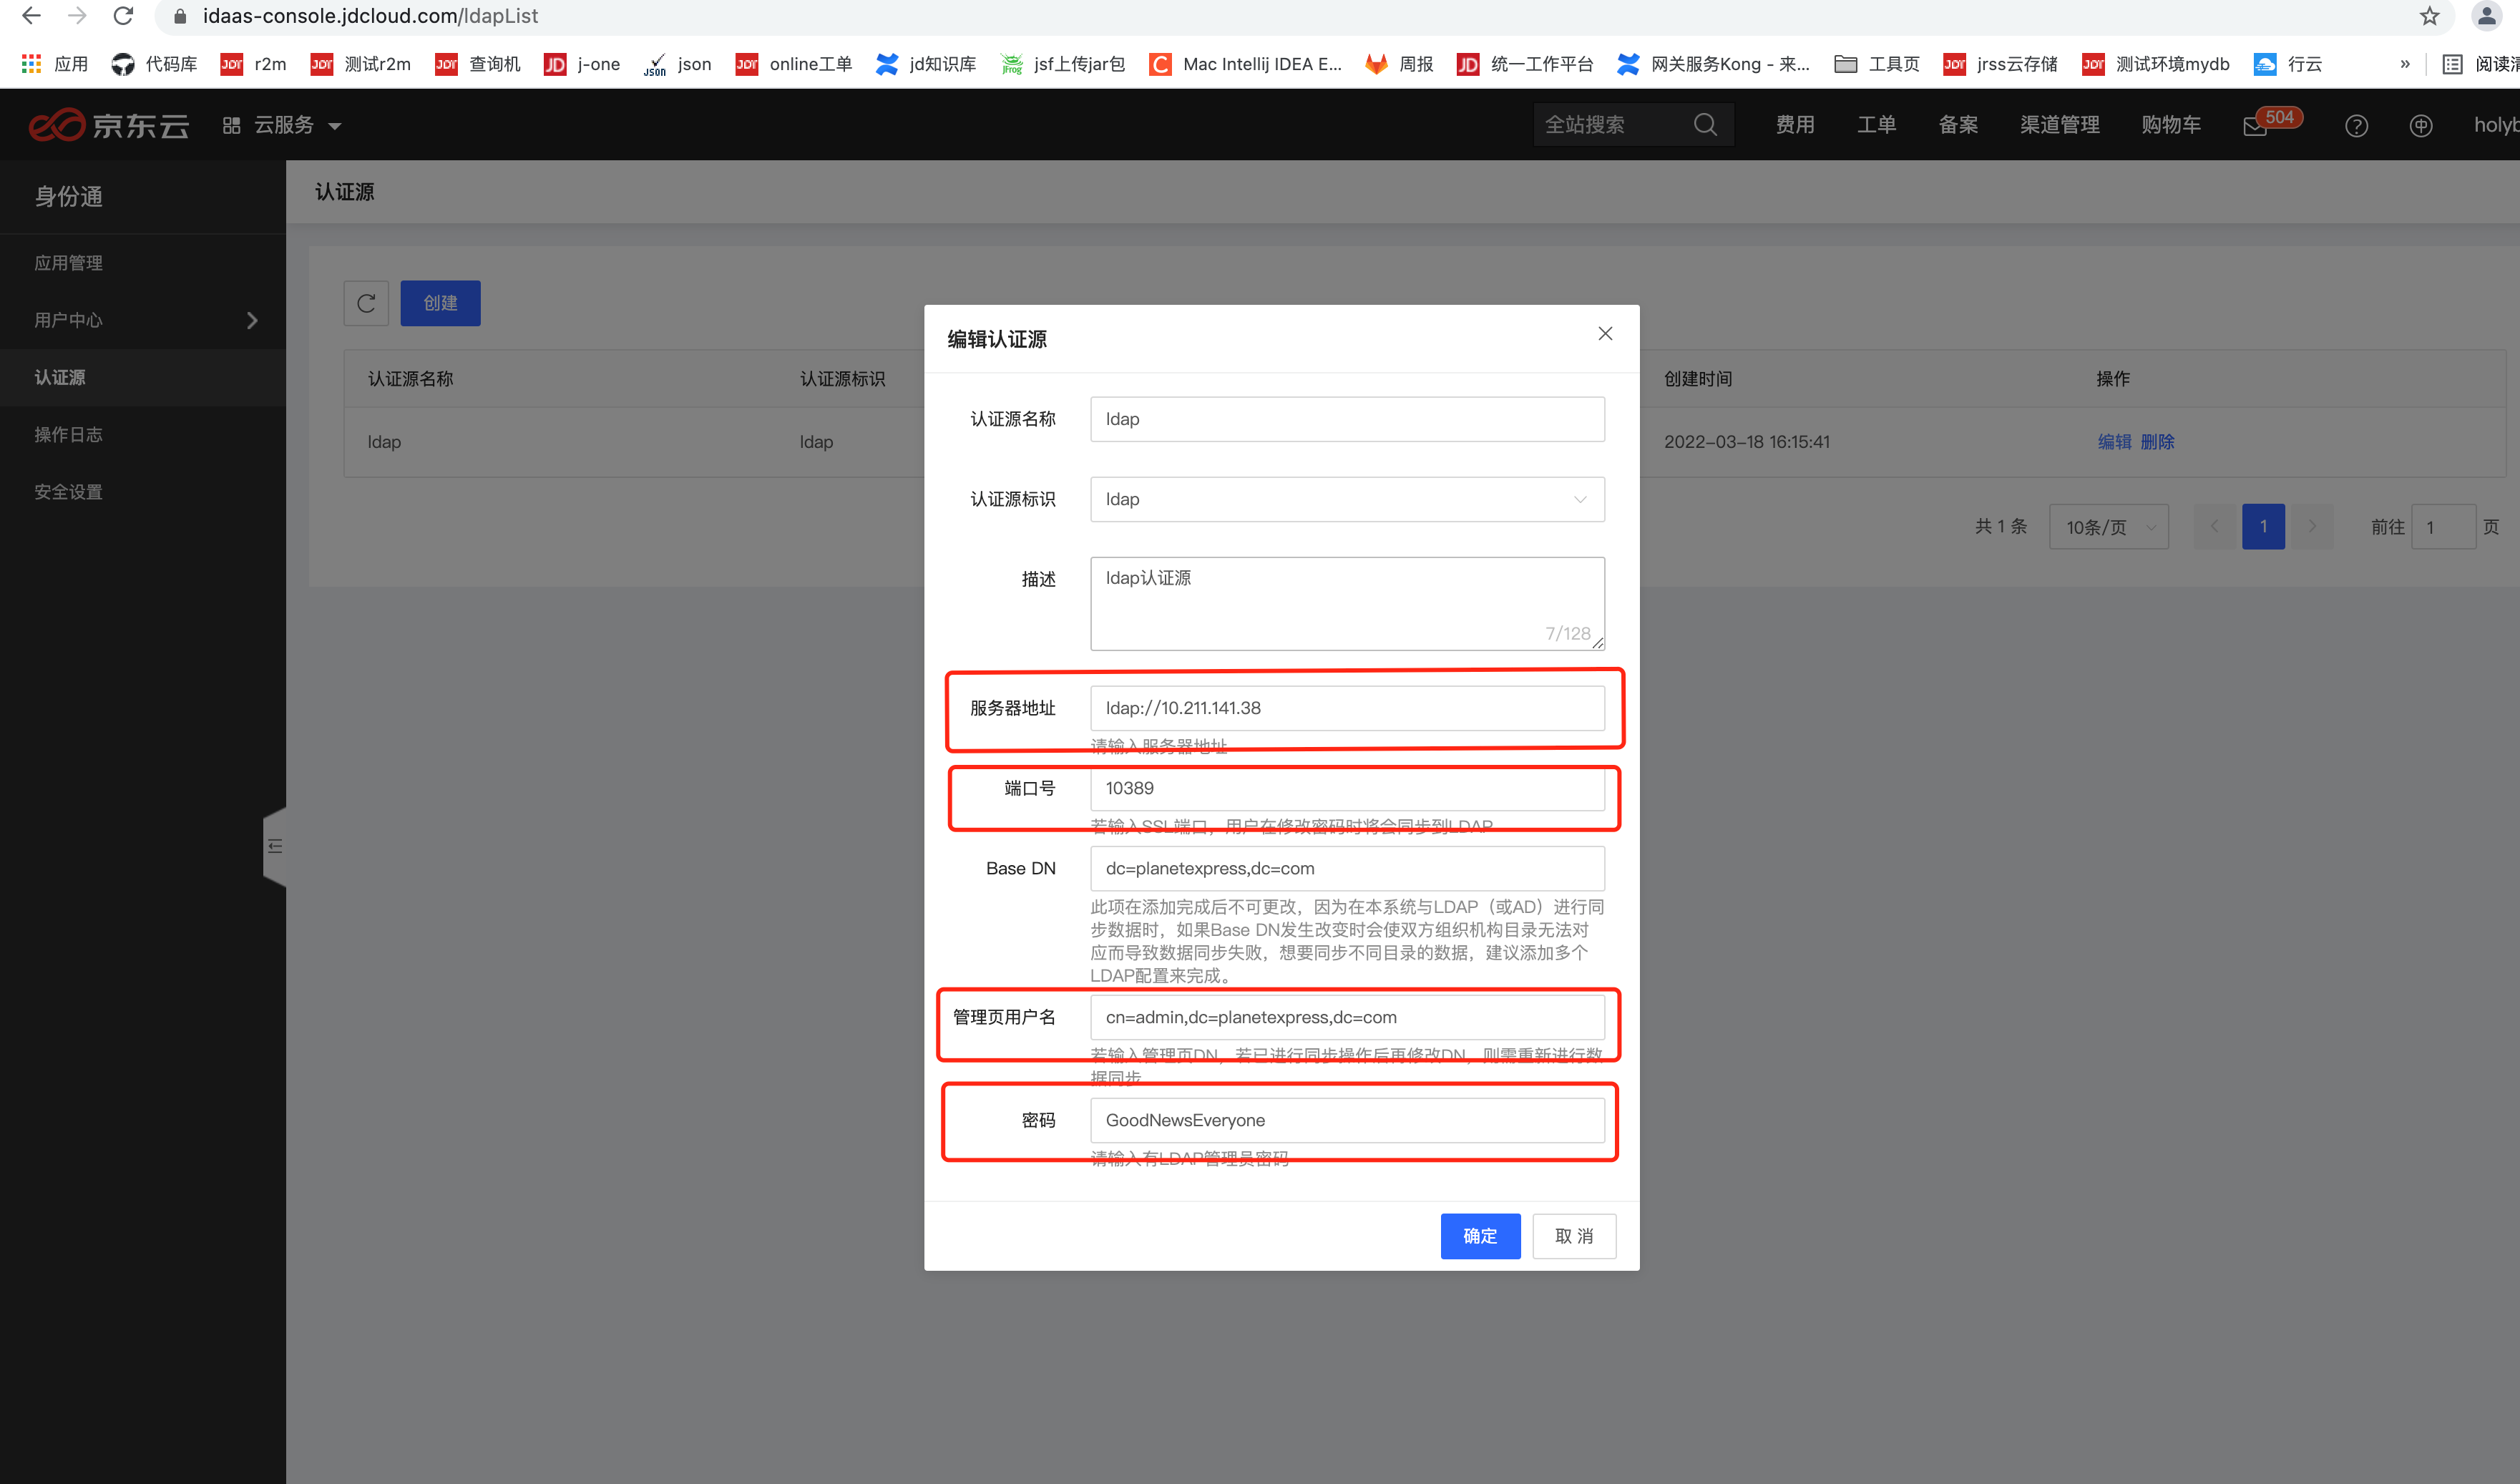 idaas-console.jdcloud.com/ldapList
应用 代码库 r2m 测试r2m 查询机 j-one json online工单 jd知识库 jsf上传jar包 Mac Intellij IDEA E... 周报 统一工作平台 网关服务Kong - 来... 工具页 jrss云存储 测试环境mydb 行云 » 阅读清
京东云 云服务 全站搜索 费用 工单 备案 渠道管理 购物车 504 holyb
身份通
应用管理
用户中心
认证源
操作日志
安全设置
认证源
创建
认证源名称 认证源标识 创建时间 操作
ldap ldap 2022-03-18 16:15:41 编辑 删除
共 1 条 10条/页 1 前往 1 页
编辑认证源
认证源名称 ldap
认证源标识 ldap
描述 ldap认证源
7/128
服务器地址 ldap://10.211.141.38
请输入服务器地址
端口号 10389
若输入SSL端口，用户在修改密码时将会同步到LDAP
Base DN dc=planetexpress,dc=com
此项在添加完成后不可更改，因为在本系统与LDAP（或AD）进行同
步数据时，如果Base DN发生改变时会使双方组织机构目录无法对
应而导致数据同步失败，想要同步不同目录的数据，建议添加多个
LDAP配置来完成。
管理页用户名 cn=admin,dc=planetexpress,dc=com
若输入管理页DN，若已进行同步操作后再修改DN，则需重新进行数
据同步
密码 GoodNewsEveryone
请输入有LDAP管理员密码
确定 取 消